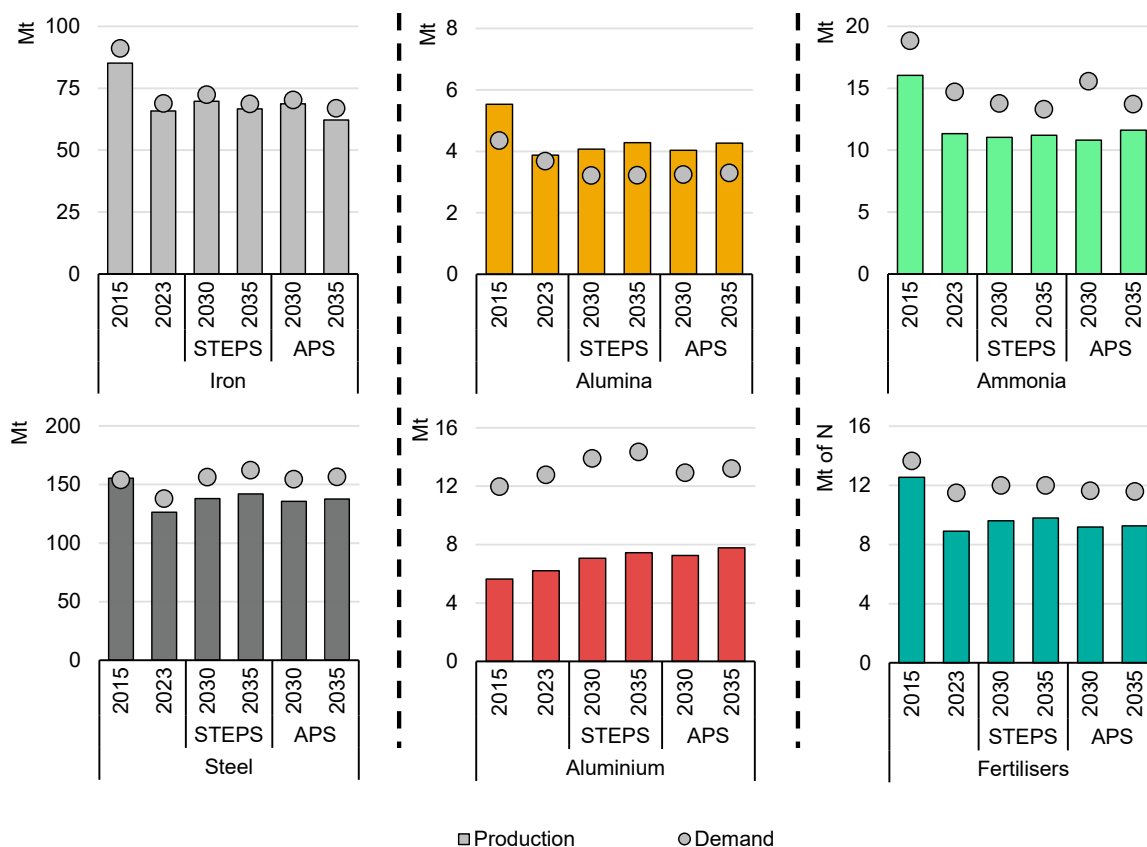 Mt
100
75
50
25
0
2015
2023
2030
2035
2030
2035
STEPS
APS
Iron
Mt
8
6
4
2
0
2015
2023
2030
2035
2030
2035
STEPS
APS
Alumina
Mt
20
15
10
5
0
2015
2023
2030
2035
2030
2035
STEPS
APS
Ammonia
Mt
200
150
100
50
0
2015
2023
2030
2035
2030
2035
STEPS
APS
Steel
Mt
16
12
8
4
0
2015
2023
2030
2035
2030
2035
STEPS
APS
Aluminium
Mt of N
16
12
8
4
0
2015
2023
2030
2035
2030
2035
STEPS
APS
Fertilisers
Production
Demand